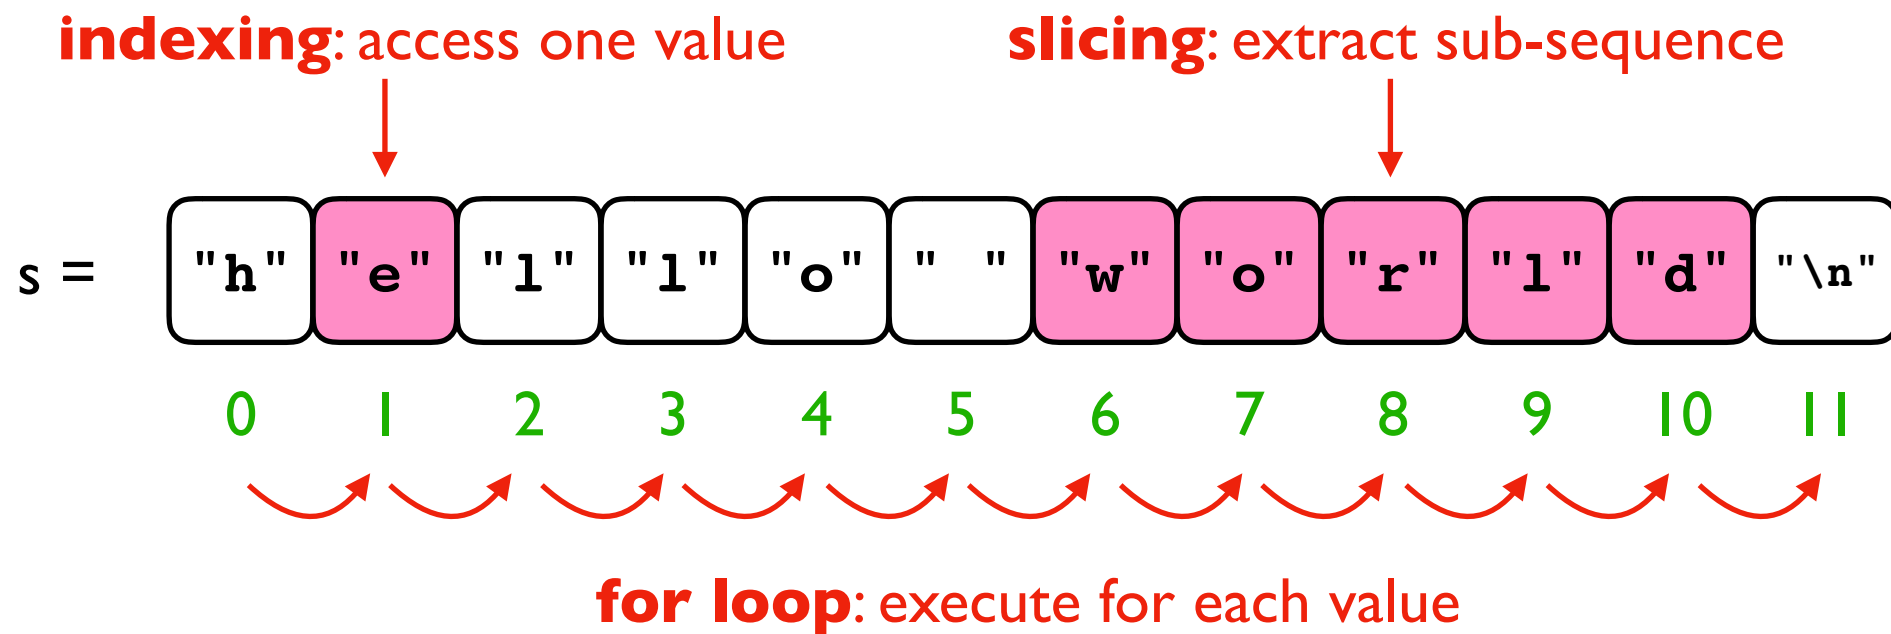 indexing: access one value slicing: extract sub-sequence
s = "h" "e" "l" "l" "o" " " "w" "o" "r" "l" "d" "\n"
0 1 2 3 4 5 6 7 8 9 10 11
for loop: execute for each value